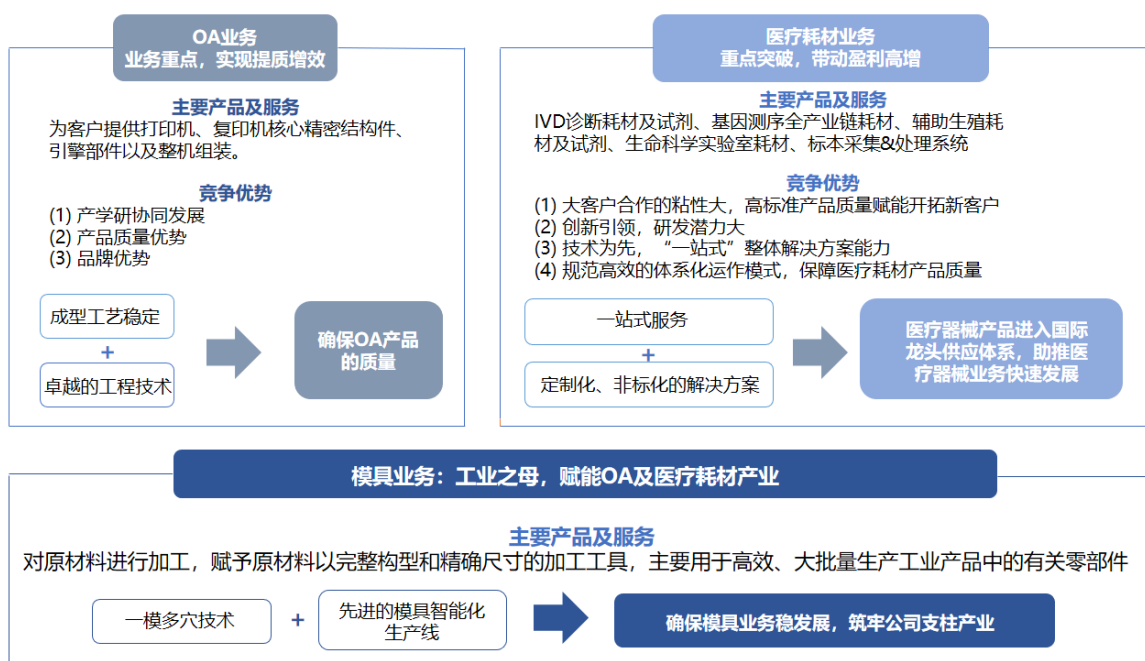 OA业务
业务重点，实现提质增效
主要产品及服务
为客户提供打印机、复印机核心精密结构件、
引擎部件以及整机组装。
竞争优势
(1) 产学研协同发展
(2) 产品质量优势
(3) 品牌优势
成型工艺稳定
+
卓越的工程技术
确保OA产品
的质量
医疗耗材业务
重点突破，带动盈利高增
主要产品及服务
IVD诊断耗材及试剂、基因测序全产业链耗材、辅助生殖耗
材及试剂、生命科学实验室耗材、标本采集&处理系统
竞争优势
(1) 大客户合作的粘性大，高标准产品质量赋能开拓新客户
(2) 创新引领，研发潜力大
(3) 技术为先，“一站式”整体解决方案能力
(4) 规范高效的体系化运作模式，保障医疗耗材产品质量
一站式服务
+
定制化、非标化的解决方案
医疗器械产品进入国际
龙头供应体系，助推医
疗器械业务快速发展
模具业务：工业之母，赋能OA及医疗耗材产业
主要产品及服务
对原材料进行加工，赋予原材料以完整构型和精确尺寸的加工工具，主要用于高效、大批量生产工业产品中的有关零部件
一模多穴技术
+
先进的模具智能化
生产线
确保模具业务稳发展，筑牢公司支柱产业